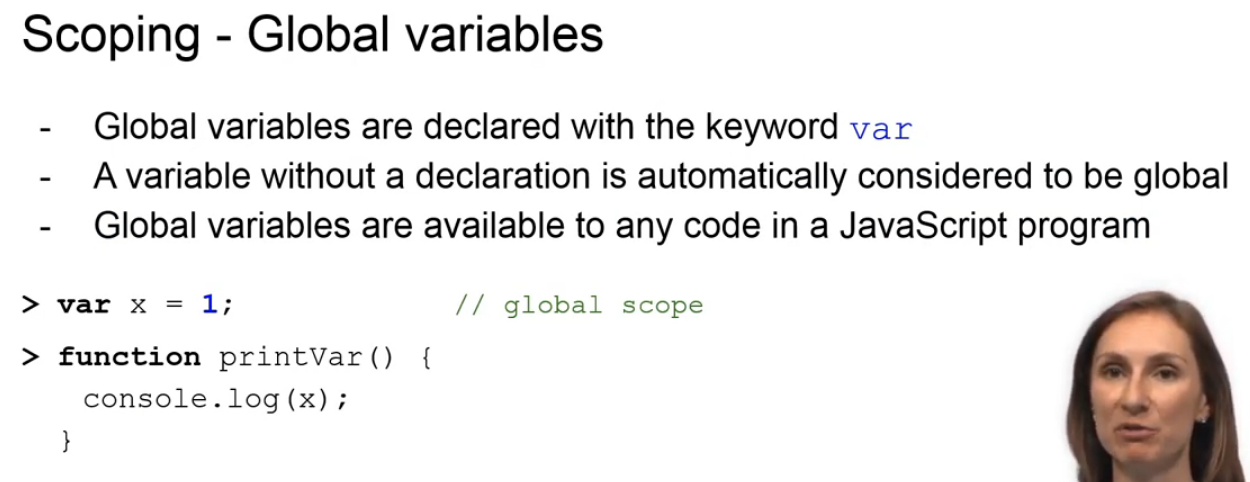 Scoping - Global variables
- Global variables are declared with the keyword var
- A variable without a declaration is automatically considered to be global
- Global variables are available to any code in a JavaScript program
> var x = 1; // global scope
> function printVar() {
console.log(x);
}